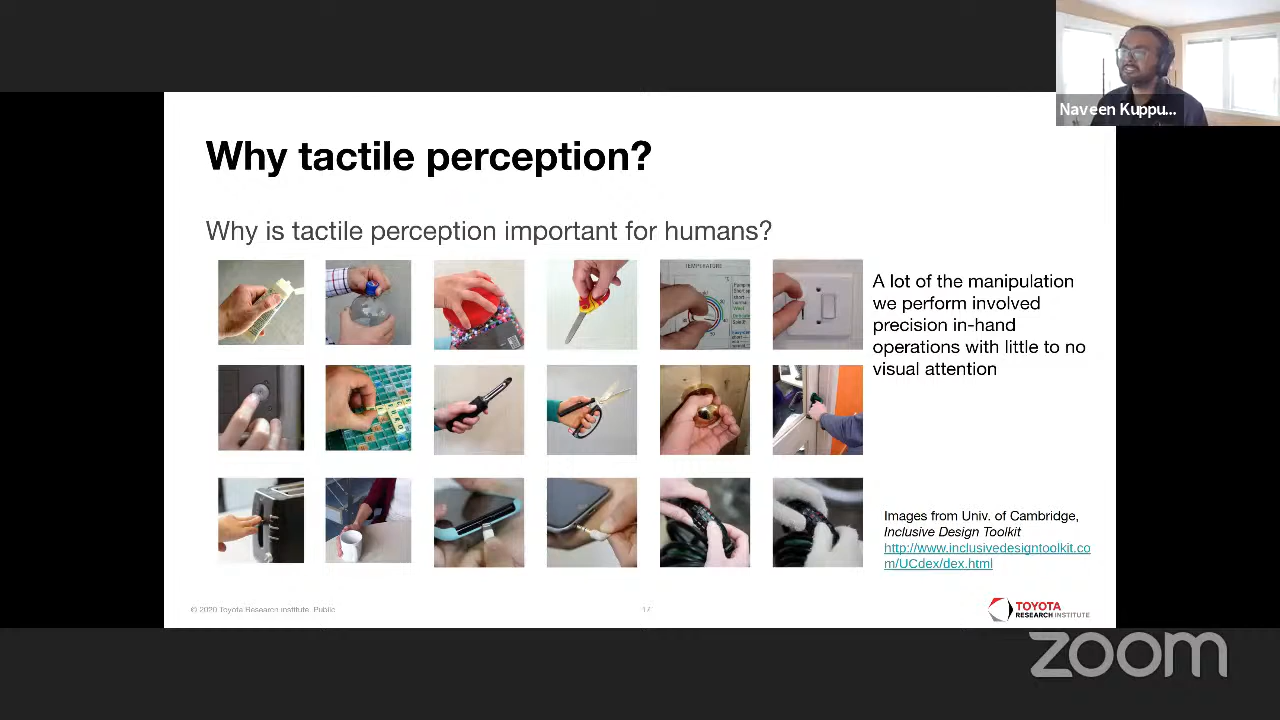 Naveen Kuppu...
Why tactile perception?
Why is tactile perception important for humans?
TEMPERATURE
A lot of the manipulation
we perform involved
precision in-hand
operations with little to no
visual attention
Images from Univ. of Cambridge,
Inclusive Design Toolkit
http://www.inclusivedesigntoolkit.co
m/UCdex/dex.html
© 2020 Toyota Research Institute. Public
17
TOYOTA
RESEARCH INSTITUTE
zoom